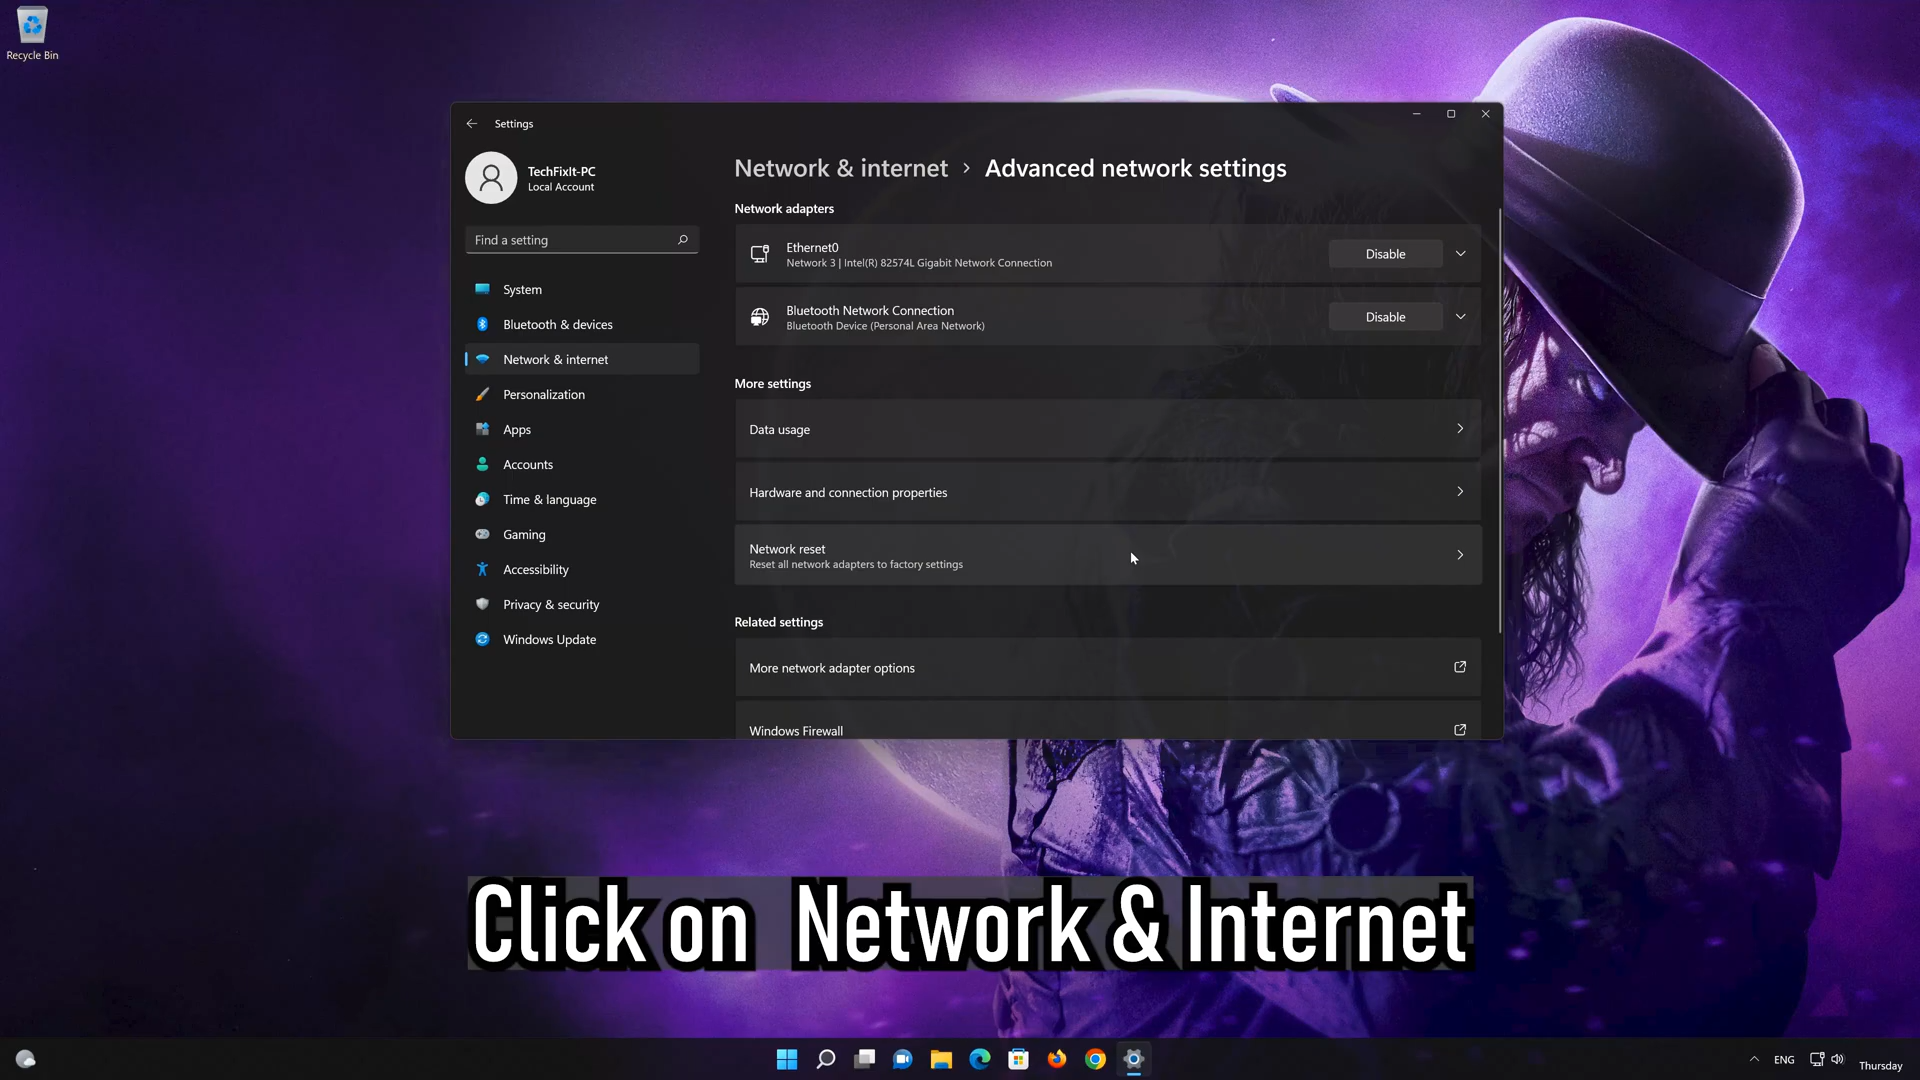 Recycle Bin
Settings
TechFixIt-PC
Local Account
Find a setting
System
Bluetooth & devices
Network & internet
Personalization
Apps
Accounts
Time & language
Gaming
Accessibility
Privacy & security
Windows Update
Network & internet › Advanced network settings
Network adapters
Ethernet0
Network 3 | Intel(R) 82574L Gigabit Network Connection
Disable
Bluetooth Network Connection
Bluetooth Device (Personal Area Network)
Disable
More settings
Data usage
Hardware and connection properties
Network reset
Reset all network adapters to factory settings
Related settings
More network adapter options
Windows Firewall
Click on Network & Internet
ENG
Thursday